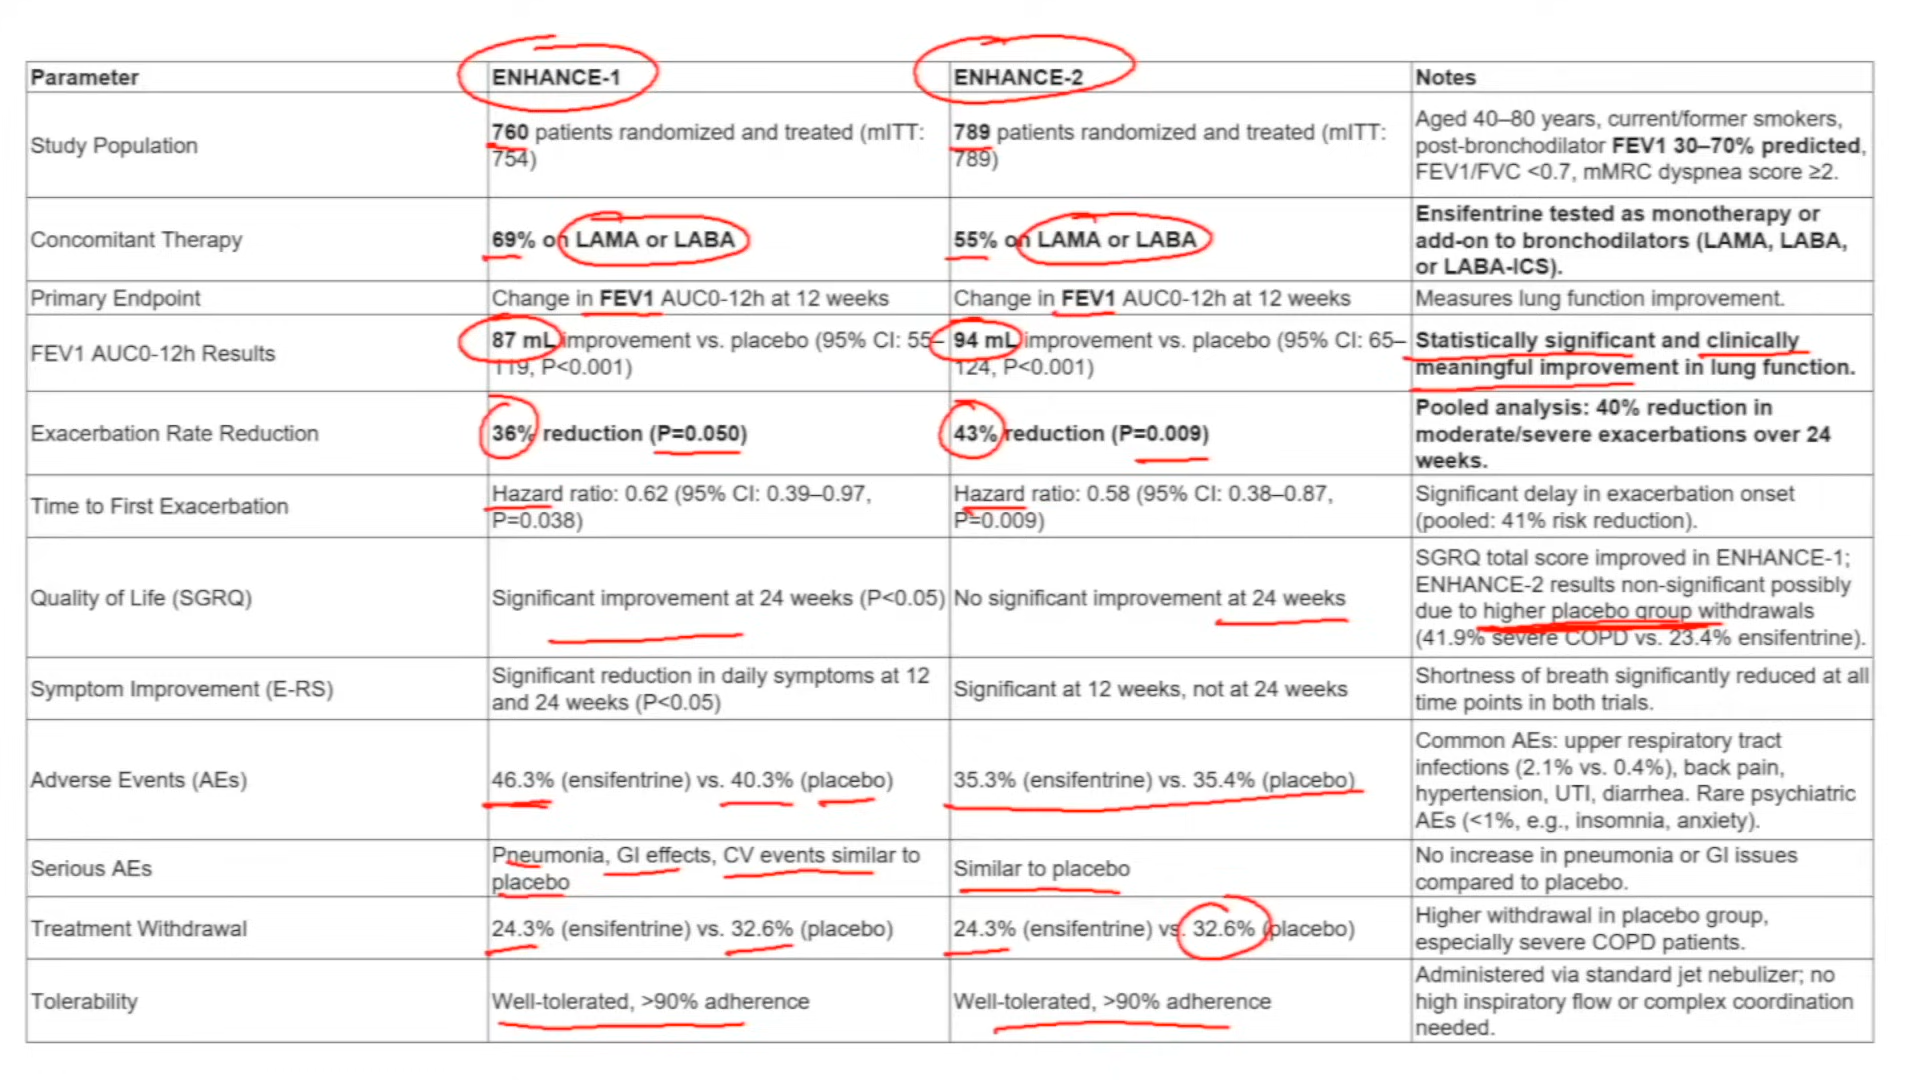 Parameter
ENHANCE-1
ENHANCE-2
Notes
Study Population
760 patients randomized and treated (mITT:
754)
789 patients randomized and treated (mITT:
789)
Aged 40–80 years, current/former smokers,
post-bronchodilator FEV1 30–70% predicted,
FEV1/FVC <0.7, mMRC dyspnea score ≥2.
Concomitant Therapy
69% on LAMA or LABA
55% on LAMA or LABA
Ensifentrine tested as monotherapy or
add-on to bronchodilators (LAMA, LABA,
or LABA-ICS).
Primary Endpoint
Change in FEV1 AUC0-12h at 12 weeks
Change in FEV1 AUC0-12h at 12 weeks
Measures lung function improvement.
FEV1 AUC0-12h Results
87 mL improvement vs. placebo (95% CI: 55–
119, P<0.001)
94 mL improvement vs. placebo (95% CI: 65–
124, P<0.001)
Statistically significant and clinically
meaningful improvement in lung function.
Exacerbation Rate Reduction
36% reduction (P=0.050)
43% reduction (P=0.009)
Pooled analysis: 40% reduction in
moderate/severe exacerbations over 24
weeks.
Time to First Exacerbation
Hazard ratio: 0.62 (95% CI: 0.39–0.97,
P=0.038)
Hazard ratio: 0.58 (95% CI: 0.38–0.87,
P=0.009)
Significant delay in exacerbation onset
(pooled: 41% risk reduction).
Quality of Life (SGRQ)
Significant improvement at 24 weeks (P<0.05)
No significant improvement at 24 weeks
SGRQ total score improved in ENHANCE-1;
ENHANCE-2 results non-significant possibly
due to higher placebo group withdrawals
(41.9% severe COPD vs. 23.4% ensifentrine).
Symptom Improvement (E-RS)
Significant reduction in daily symptoms at 12
and 24 weeks (P<0.05)
Significant at 12 weeks, not at 24 weeks
Shortness of breath significantly reduced at all
time points in both trials.
Adverse Events (AEs)
46.3% (ensifentrine) vs. 40.3% (placebo)
35.3% (ensifentrine) vs. 35.4% (placebo)
Common AEs: upper respiratory tract
infections (2.1% vs. 0.4%), back pain,
hypertension, UTI, diarrhea. Rare psychiatric
AEs (<1%, e.g., insomnia, anxiety).
Serious AEs
Pneumonia, GI effects, CV events similar to
placebo
Similar to placebo
No increase in pneumonia or GI issues
compared to placebo.
Treatment Withdrawal
24.3% (ensifentrine) vs. 32.6% (placebo)
24.3% (ensifentrine) vs. 32.6% (placebo)
Higher withdrawal in placebo group,
especially severe COPD patients.
Tolerability
Well-tolerated, >90% adherence
Well-tolerated, >90% adherence
Administered via standard jet nebulizer; no
high inspiratory flow or complex coordination
needed.